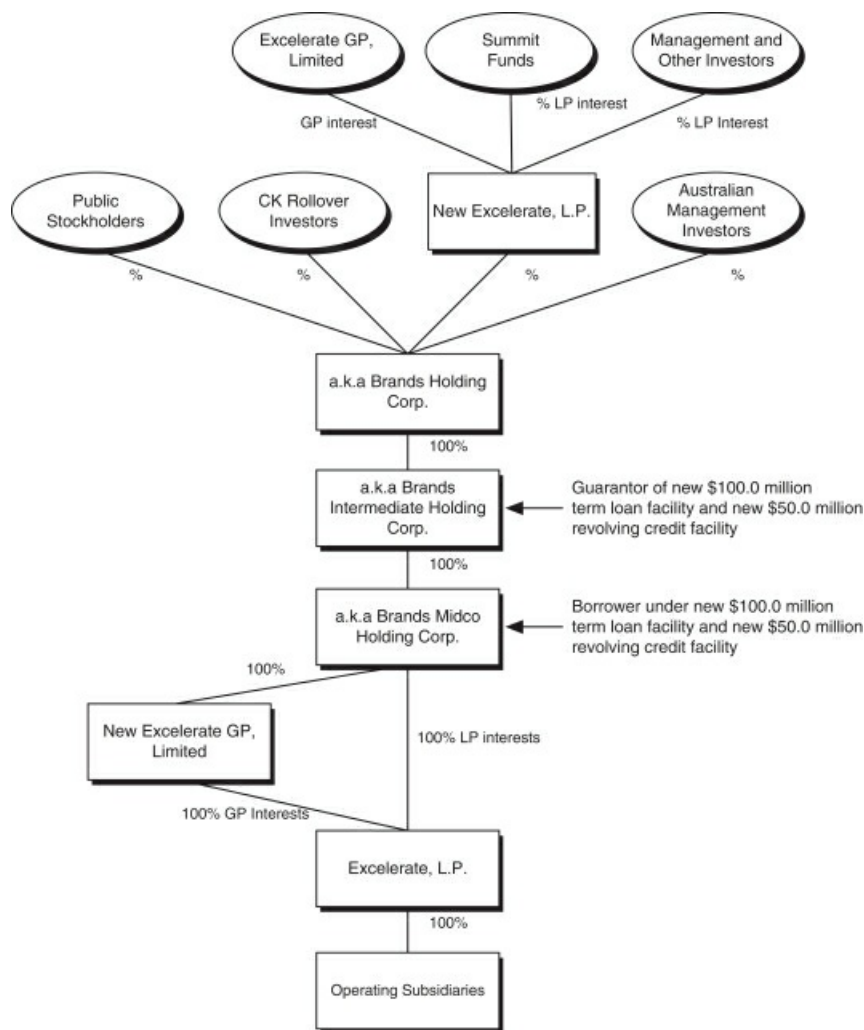 Excelerate GP,
Limited
Summit
Funds
Management and
Other Investors
GP interest
% LP interest
% LP Interest
Public
Stockholders
CK Rollover
Investors
New Excelerate, L.P.
Australian
Management
Investors
%
%
%
%
a.k.a Brands Holding
Corp.
100%
a.k.a Brands
Intermediate Holding
Corp.
Guarantor of new $100.0 million
term loan facility and new $50.0 million
revolving credit facility
100%
a.k.a Brands Midco
Holding Corp.
Borrower under new $100.0 million
term loan facility and new $50.0 million
revolving credit facility
100%
New Excelerate GP,
Limited
100% LP interests
100% GP Interests
Excelerate, L.P.
100%
Operating Subsidiaries